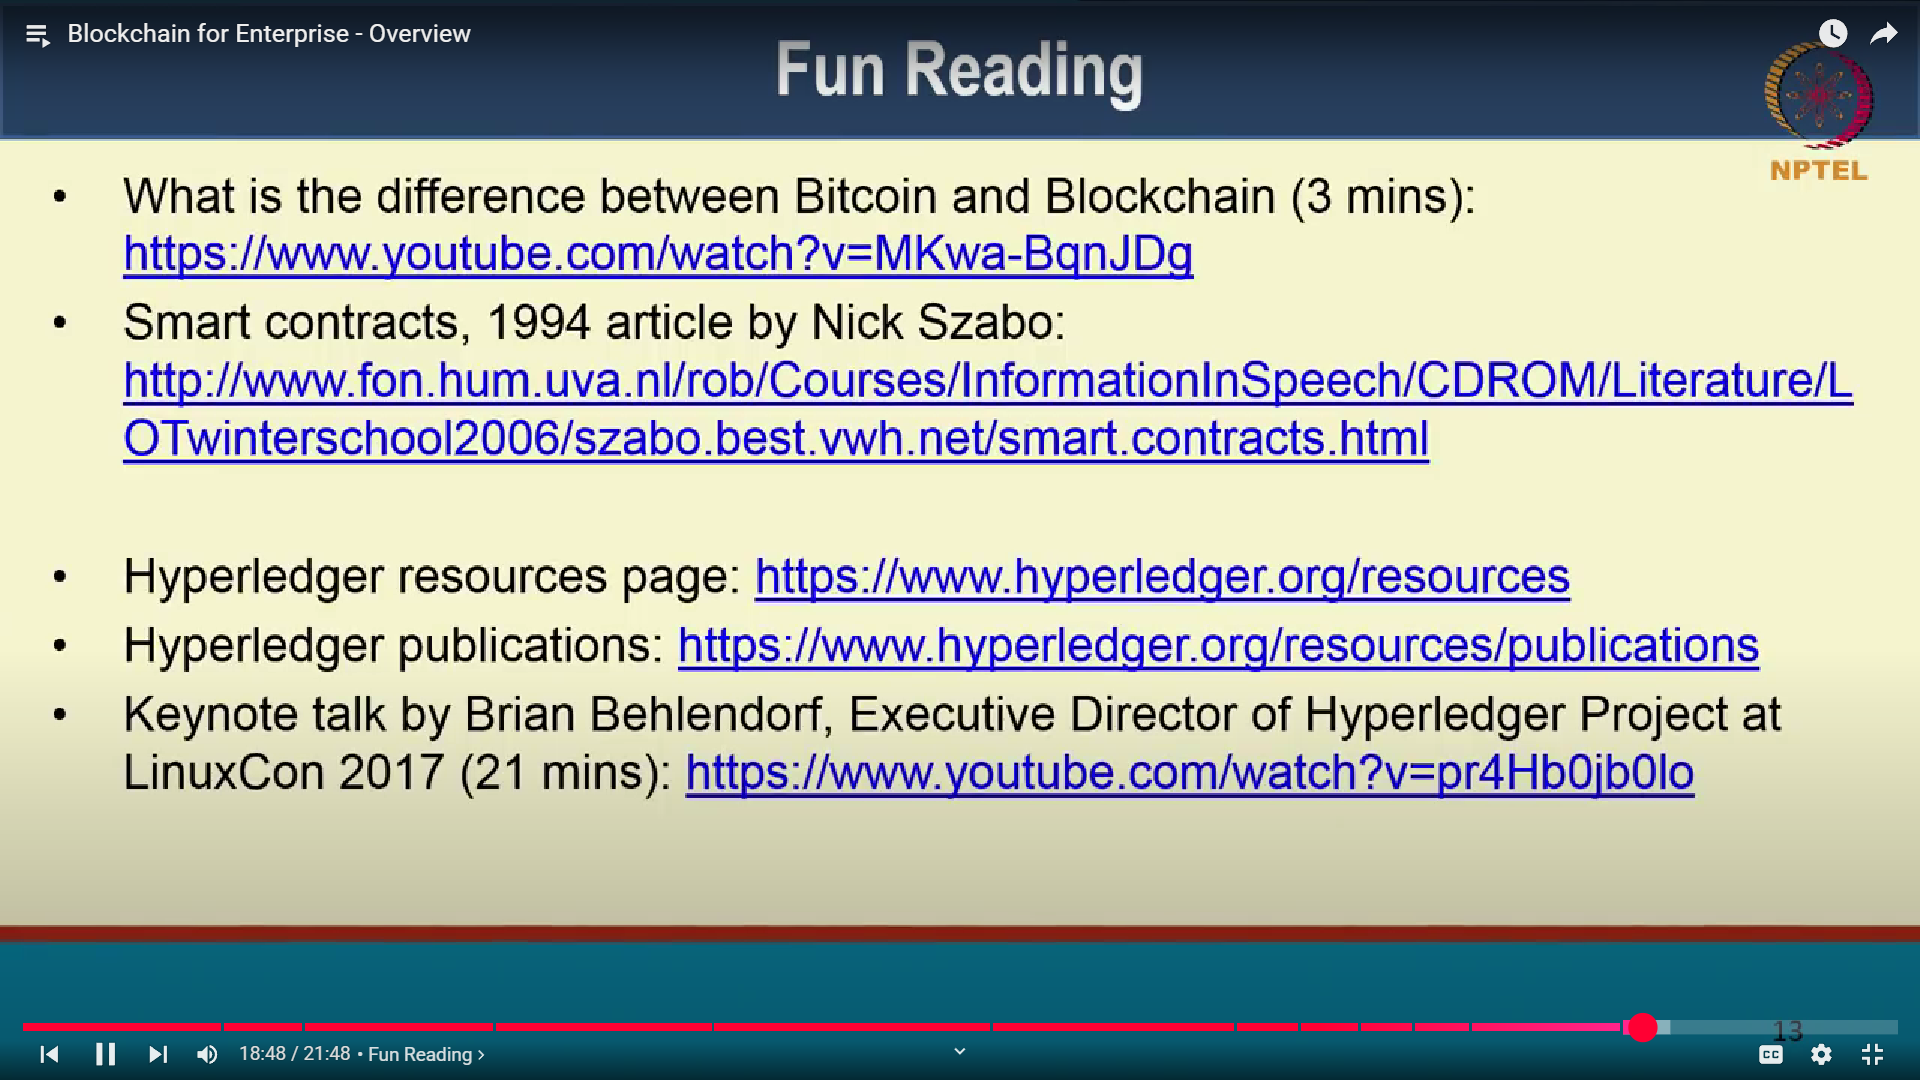 Blockchain for Enterprise - Overview
Fun Reading
NPTEL
• What is the difference between Bitcoin and Blockchain (3 mins):
https://www.youtube.com/watch?v=MKwa-BqnJDg
• Smart contracts, 1994 article by Nick Szabo:
http://www.fon.hum.uva.nl/rob/Courses/InformationInSpeech/CDROM/Literature/L
OTwinterschool2006/szabo.best.vwh.net/smart.contracts.html
• Hyperledger resources page: https://www.hyperledger.org/resources
• Hyperledger publications: https://www.hyperledger.org/resources/publications
• Keynote talk by Brian Behlendorf, Executive Director of Hyperledger Project at
LinuxCon 2017 (21 mins): https://www.youtube.com/watch?v=pr4Hb0jb0lo
13
18:48 / 21:48 • Fun Reading ›
CC